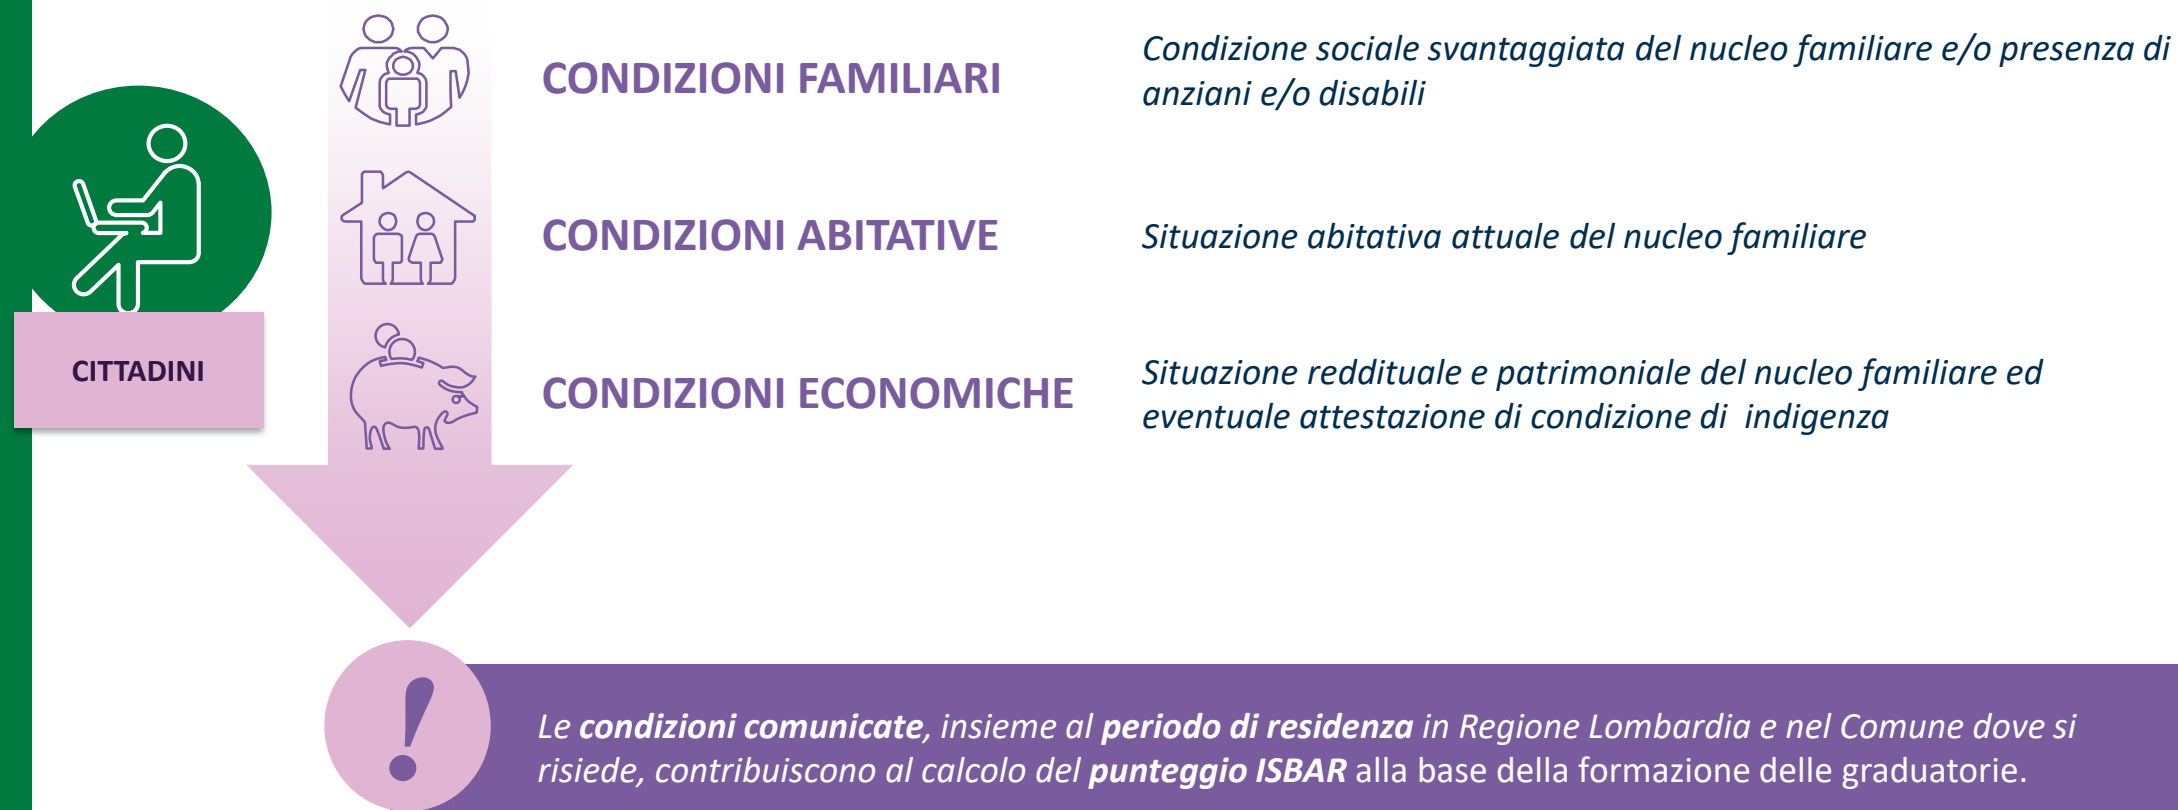 CONDIZIONI FAMILIARI
Condizione sociale svantaggiata del nucleo familiare e/o presenza di
anziani e/o disabili
CONDIZIONI ABITATIVE
Situazione abitativa attuale del nucleo familiare
CITTADINI
CONDIZIONI ECONOMICHE
Situazione reddituale e patrimoniale del nucleo familiare ed
eventuale attestazione di condizione di indigenza
!
Le condizioni comunicate, insieme al periodo di residenza in Regione Lombardia e nel Comune dove si
risiede, contribuiscono al calcolo del punteggio ISBAR alla base della formazione delle graduatorie.